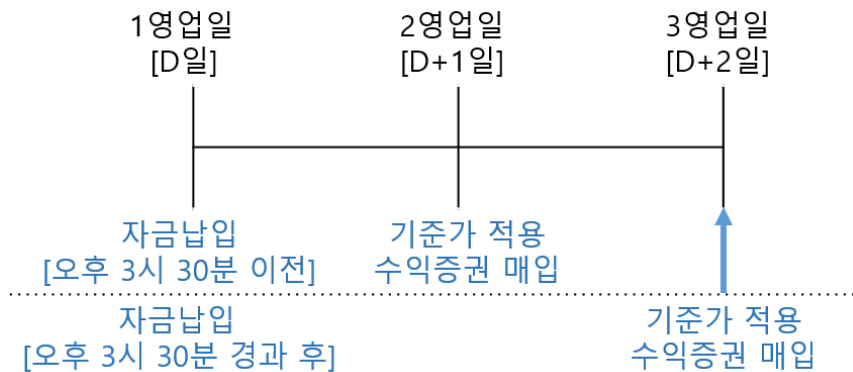 1영업일
[D일]
2영업일
[D+1일]
3영업일
[D+2일]
자금납입
[오후 3시 30분 이전]
기준가 적용
수익증권 매입
자금납입
[오후 3시 30분 경과 후]
기준가 적용
수익증권 매입